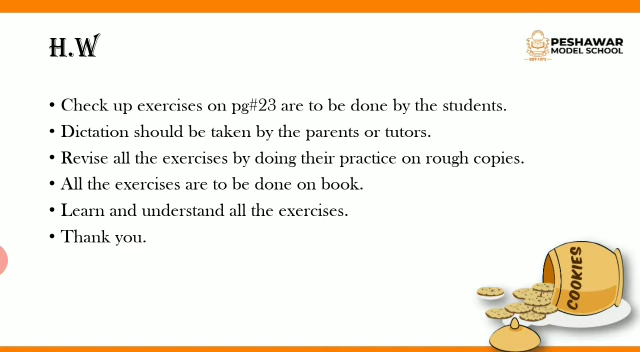 H.W
PESHAWAR
MODEL SCHOOL
• Check up exercises on pg#23 are to be done by the students.
• Dictation should be taken by the parents or tutors.
• Revise all the exercises by doing their practice on rough copies.
• All the exercises are to be done on book.
• Learn and understand all the exercises.
• Thank you.
COOKIES